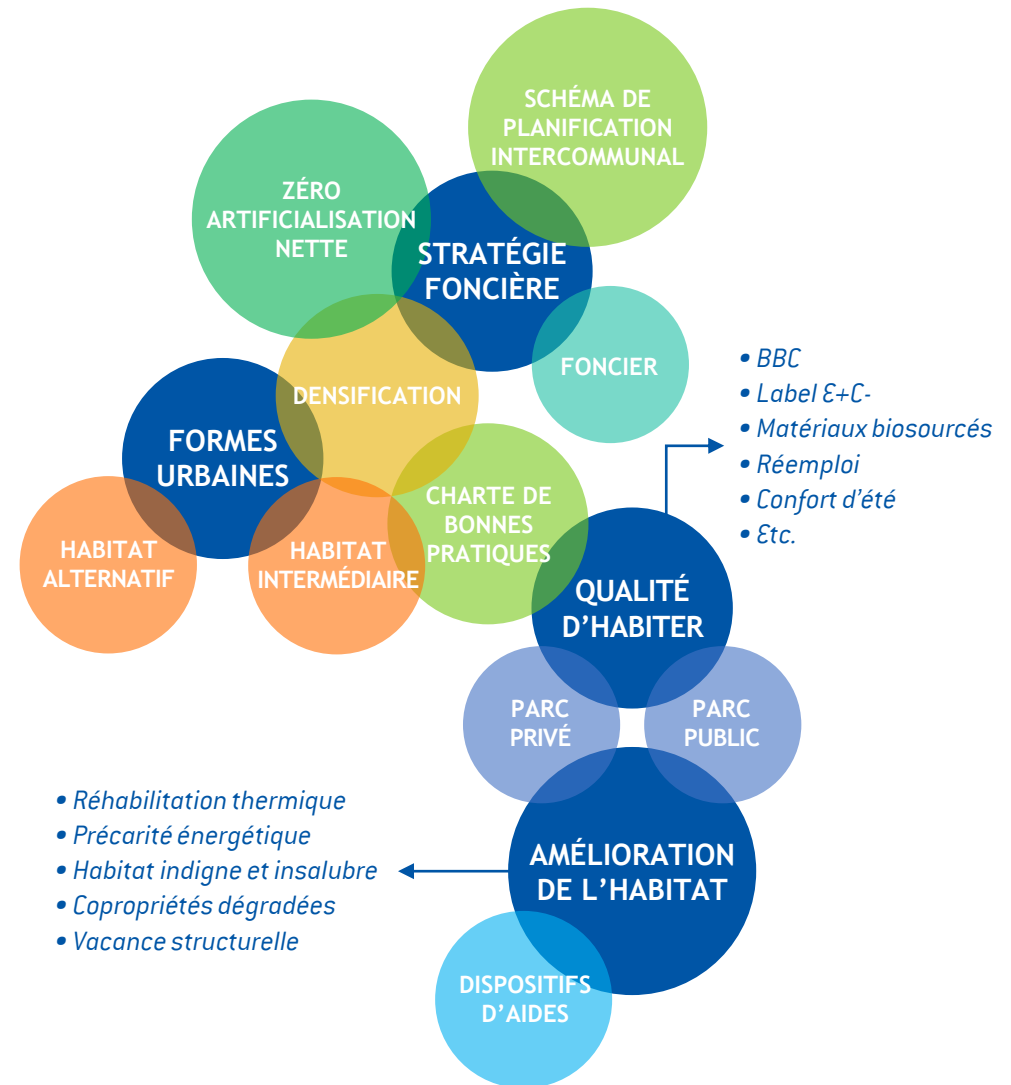 SCHÉMA DE
PLANIFICATION
INTERCOMMUNAL
ZÉRO
ARTIFICIALISATION
NETTE
STRATÉGIE
FONCIÈRE
FONCIER
DENSIFICATION
FORMES
URBAINES
HABITAT
ALTERNATIF
HABITAT
INTERMÉDIAIRE
CHARTE DE
BONNES
PRATIQUES
• BBC
• Label E+C-
• Matériaux biosourcés
• Réemploi
• Confort d’été
• Etc.
QUALITÉ
D’HABITER
PARC
PRIVÉ
PARC
PUBLIC
• Réhabilitation thermique
• Précarité énergétique
• Habitat indigne et insalubre
• Copropriétés dégradées
• Vacance structurelle
AMÉLIORATION
DE L’HABITAT
DISPOSITIFS
D’AIDES